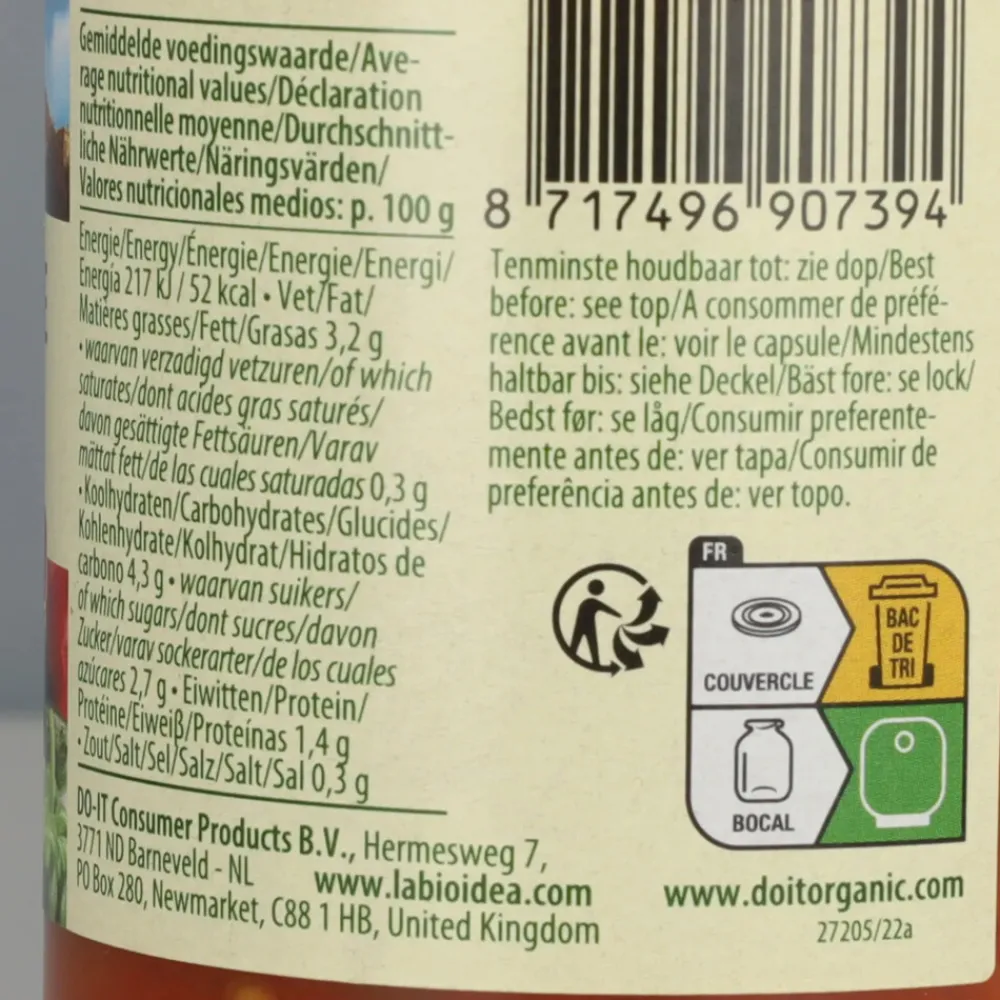 Gemiddelde voedingswaarde/Ave-
rage nutritional values/Déclaration
nutritionnelle moyenne/Durchschnitt-
liche Nährwerte/Näringsvärden/
Valores nutricionales medios: p. 100 g
Energie/Energy/Énergie/Energie/Energi/
Energía 217 kJ / 52 kcal • Vet/Fat/
Matières grasses/Fett/Grasas 3,2 g
• waarvan verzadigd vetzuren/of which
saturates/dont acides gras saturés/
davon gesättigte Fettsäuren/Varav
mättat fett/de las cuales saturadas 0,3 g
• Koolhydraten/Carbohydrates/Glucides/
Kohlenhydrate/Kolhydrat/Hidratos de
carbono 4,3 g • waarvan suikers/
of which sugars/dont sucres/davon
Zucker/varav sockerarter/de los cuales
azúcares 2,7 g • Eiwitten/Protein/
Protéine/Eiweiß/Proteínas 1,4 g
• Zout/Salt/Sel/Salz/Salt/Sal 0,3 g
DO-IT Consumer Products B.V., Hermesweg 7,
3771 ND Barneveld - NL www.labioidea.com
PO Box 280, Newmarket, C88 1 HB, United Kingdom
8 717496 907394
Tenminste houdbaar tot: zie dop/Best
before: see top/A consommer de préfé-
rence avant le: voir le capsule/Mindestens
haltbar bis: siehe Deckel/Bäst fore: se lock/
Bedst før: se låg/Consumir preferente-
mente antes de: ver tapa/Consumir de
preferência antes de: ver topo.
FR
COUVERCLE
BAC
DE
TRI
BOCAL
www.doitorganic.com
27205/22a